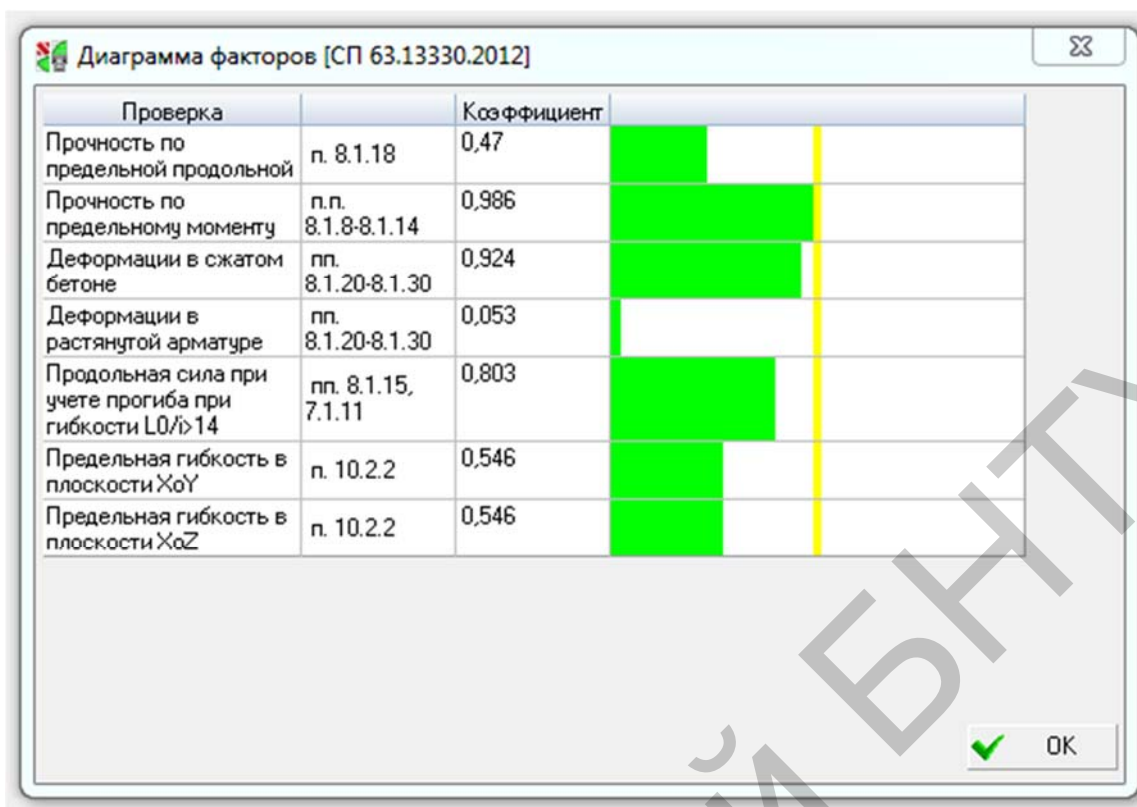 Диаграмма факторов [СП 63.13330.2012]
Проверка Коэффициент
Прочность по
предельной продольной
п. 8.1.18
0,47
Прочность по
предельному моменту
п.п.
8.1.8-8.1.14
0,986
Деформации в сжатом
бетоне
пп.
8.1.20-8.1.30
0,924
Деформации в
растянутой арматуре
пп.
8.1.20-8.1.30
0,053
Продольная сила при
учете прогиба при
гибкости L0/i>14
пп. 8.1.15,
7.1.11
0,803
Предельная гибкость в
плоскости XoY
п. 10.2.2
0,546
Предельная гибкость в
плоскости XoZ
п. 10.2.2
0,546
OK
Й БНТУ